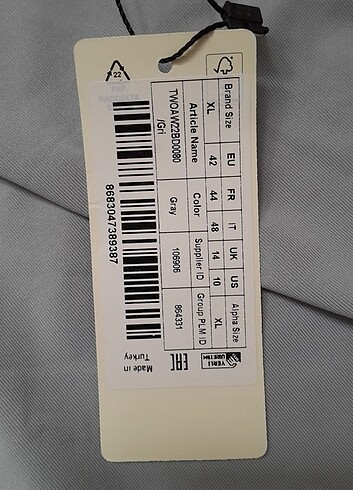 Brand Size EU FR IT UK US Alpha Size
XL 42 44 48 14 10 XL
Article Name Color Supplier ID Group PLM ID
TWOAW22BD0080 Gray 106906 864331
/Gri
8683047389387
YERLİ
ÜRETİM
EAC
Made in
Turkey
22
PAP